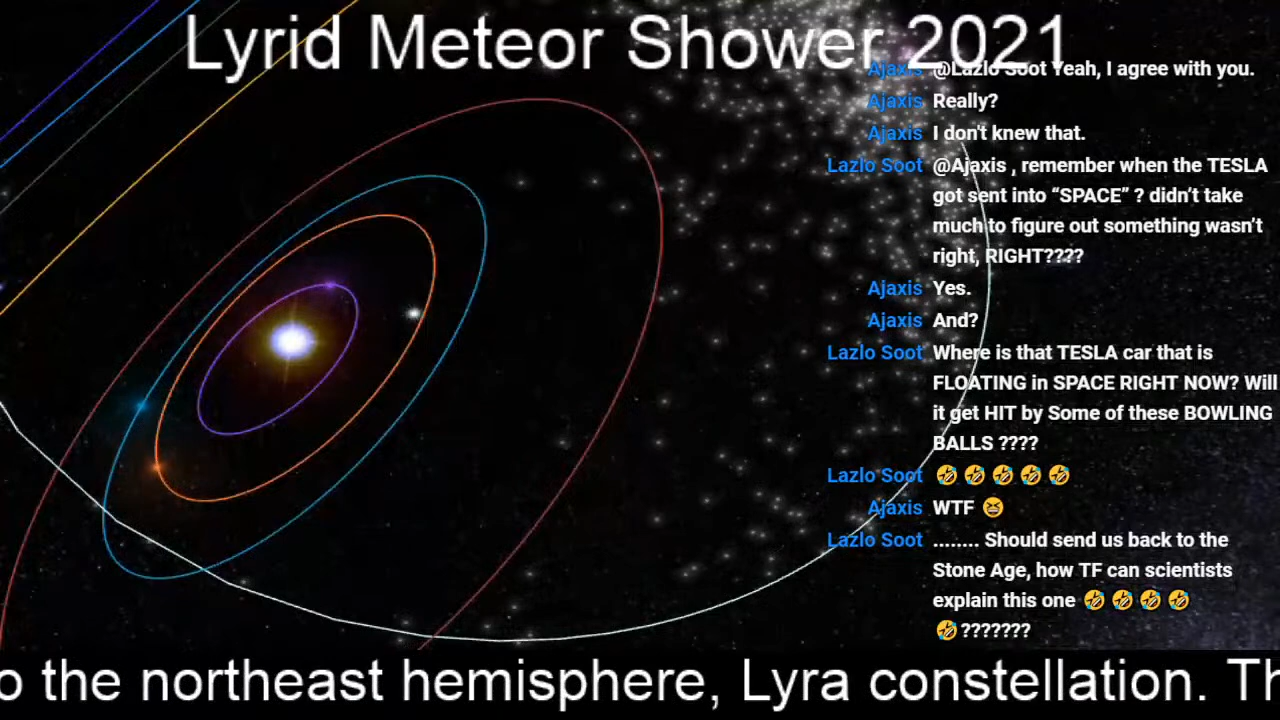 Lyrid Meteor Shower 2021
Ajaxis @Lazlo Soot Yeah, I agree with you.
Ajaxis Really?
Ajaxis I don't knew that.
Lazlo Soot @Ajaxis , remember when the TESLA
got sent into “SPACE” ? didn’t take
much to figure out something wasn’t
right, RIGHT????
Ajaxis Yes.
Ajaxis And?
Lazlo Soot Where is that TESLA car that is
FLOATING in SPACE RIGHT NOW? Will
it get HIT by Some of these BOWLING
BALLS ????
Lazlo Soot 🤣 🤣 🤣 🤣 🤣
Ajaxis WTF 😆
Lazlo Soot ........ Should send us back to the
Stone Age, how TF can scientists
explain this one 🤣 🤣 🤣 🤣
🤣???????
o the northeast hemisphere, Lyra constellation. Th